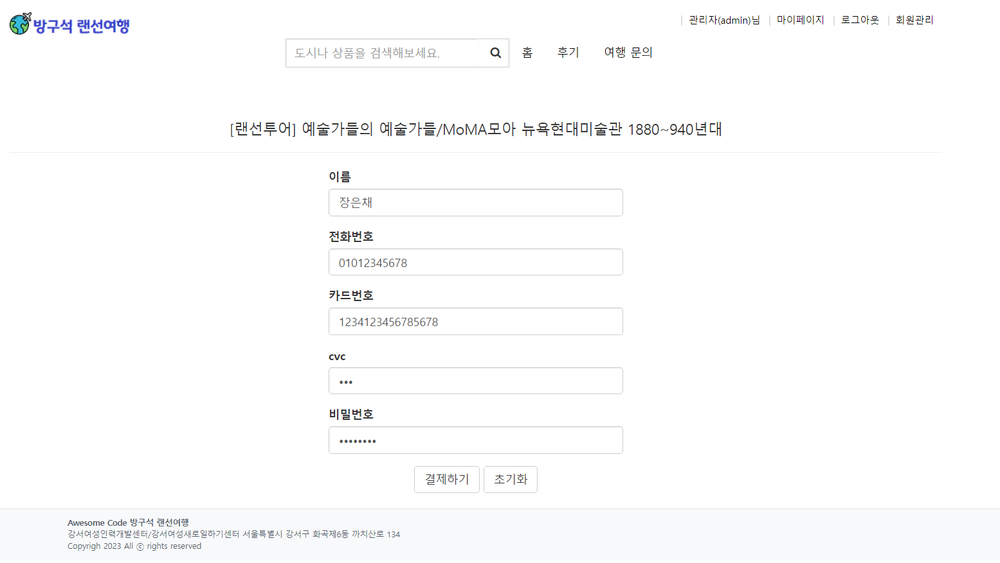 방구석 랜선여행
관리자(admin)님
마이페이지
로그아웃
회원관리
도시나 상품을 검색해보세요.
홈
후기
여행 문의
[랜선투어] 예술가들의 예술가들/MoMA모아 뉴욕현대미술관 1880~940년대
이름
장은채
전화번호
01012345678
카드번호
1234123456785678
cvc
•••
비밀번호
••••••••
결제하기
초기화
Awesome Code 방구석 랜선여행
강서여성인력개발센터/강서여성새로일하기센터 서울특별시 강서구 화곡제6동 까치산로 134
Copyrigh 2023 All ⓒ rights reserved